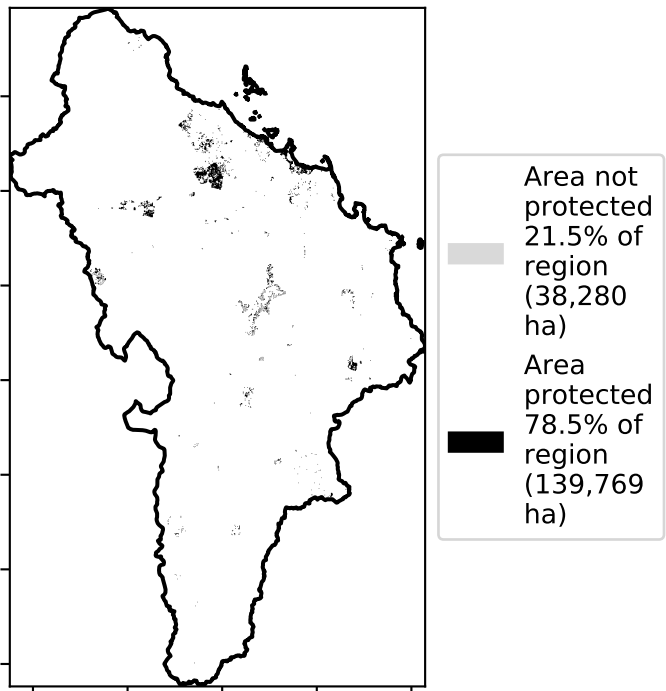 Area not
protected
21.5% of
region
(38,280
ha)
Area
protected
78.5% of
region
(139,769
ha)